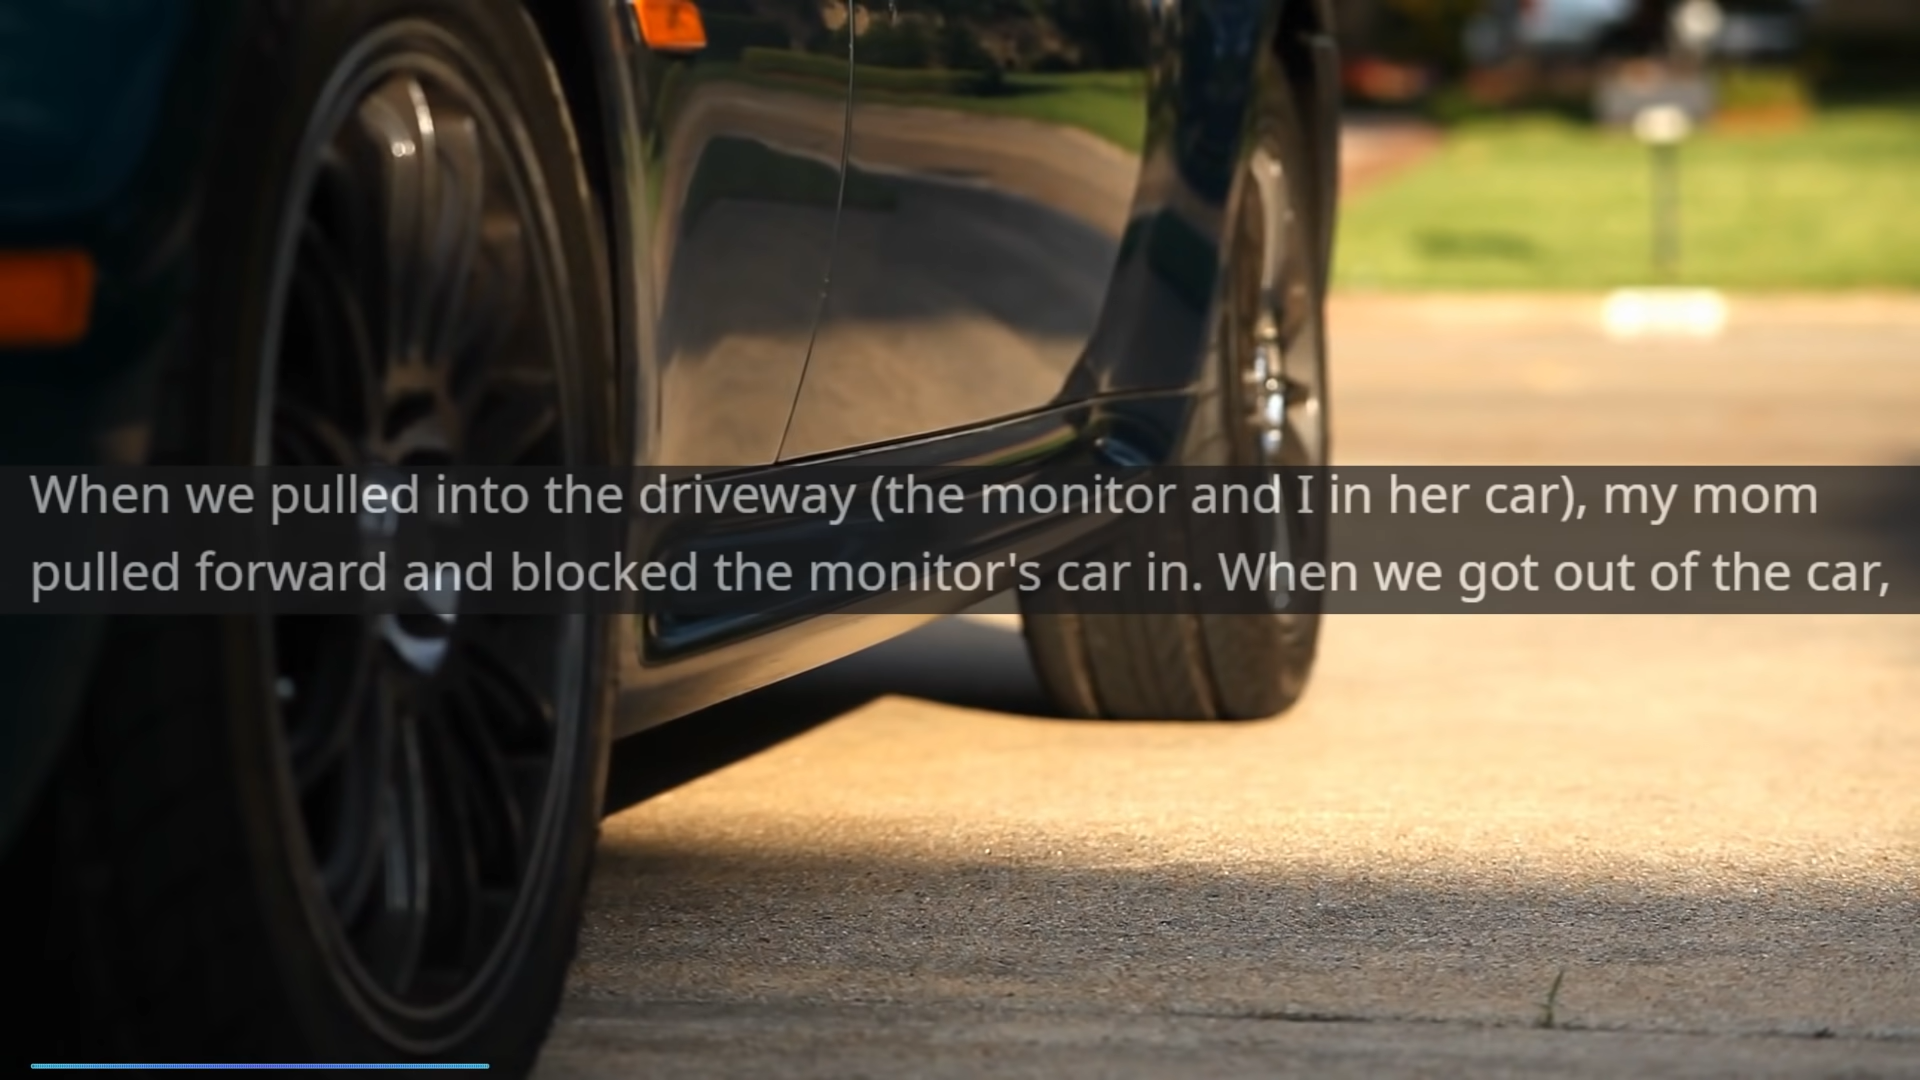 When we pulled into the driveway (the monitor and I in her car), my mom
pulled forward and blocked the monitor's car in. When we got out of the car,